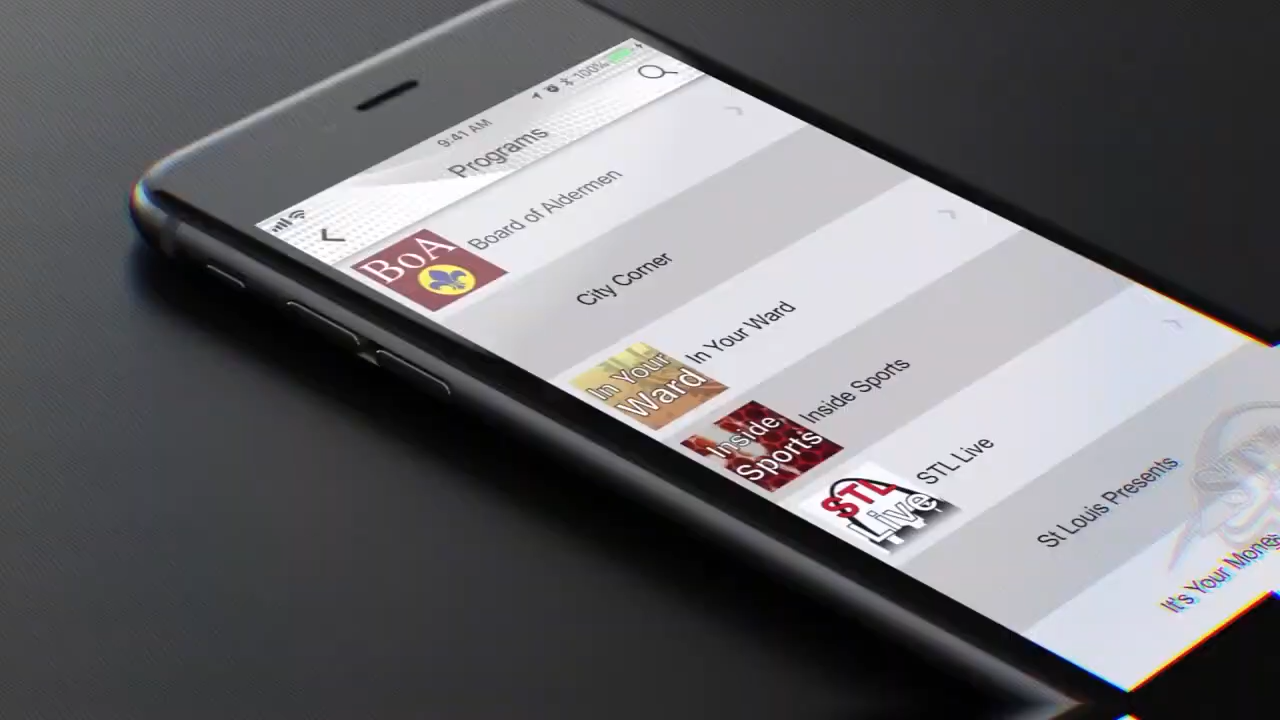 9:41 AM
100%
Programs
BoA
Board of Aldermen
City Corner
In Your
Ward
In Your Ward
Inside
Sports
Inside Sports
STL
Live
STL Live
St Louis Presents
It's Your Money